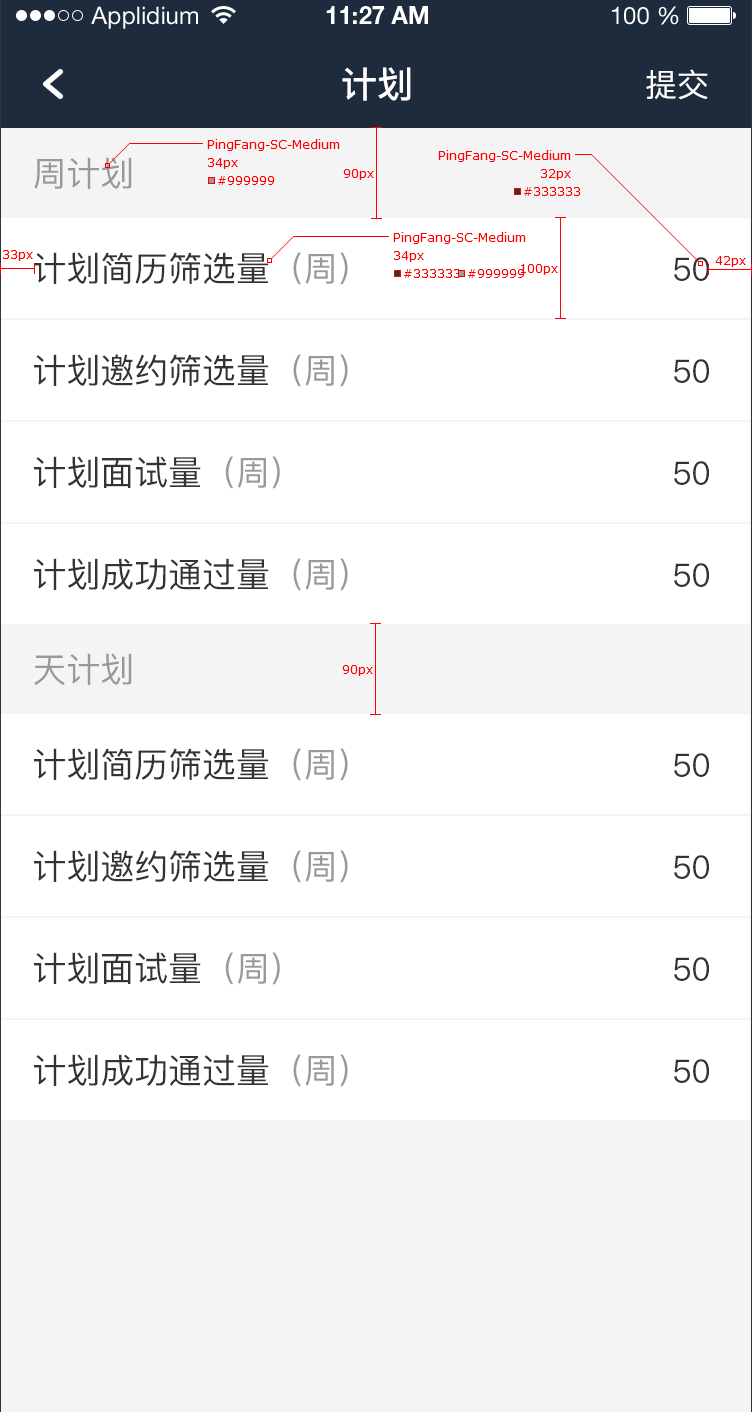 Applidium 11:27 AM 100 %
计划 提交
周计划
PingFang-SC-Medium
34px
#999999
90px
PingFang-SC-Medium
32px
#333333
33px
计划简历筛选量（周） 50
PingFang-SC-Medium
34px
#333333 #999999
100px
42px
计划邀约筛选量（周） 50
计划面试量（周） 50
计划成功通过量（周） 50
天计划
90px
计划简历筛选量（周） 50
计划邀约筛选量（周） 50
计划面试量（周） 50
计划成功通过量（周） 50